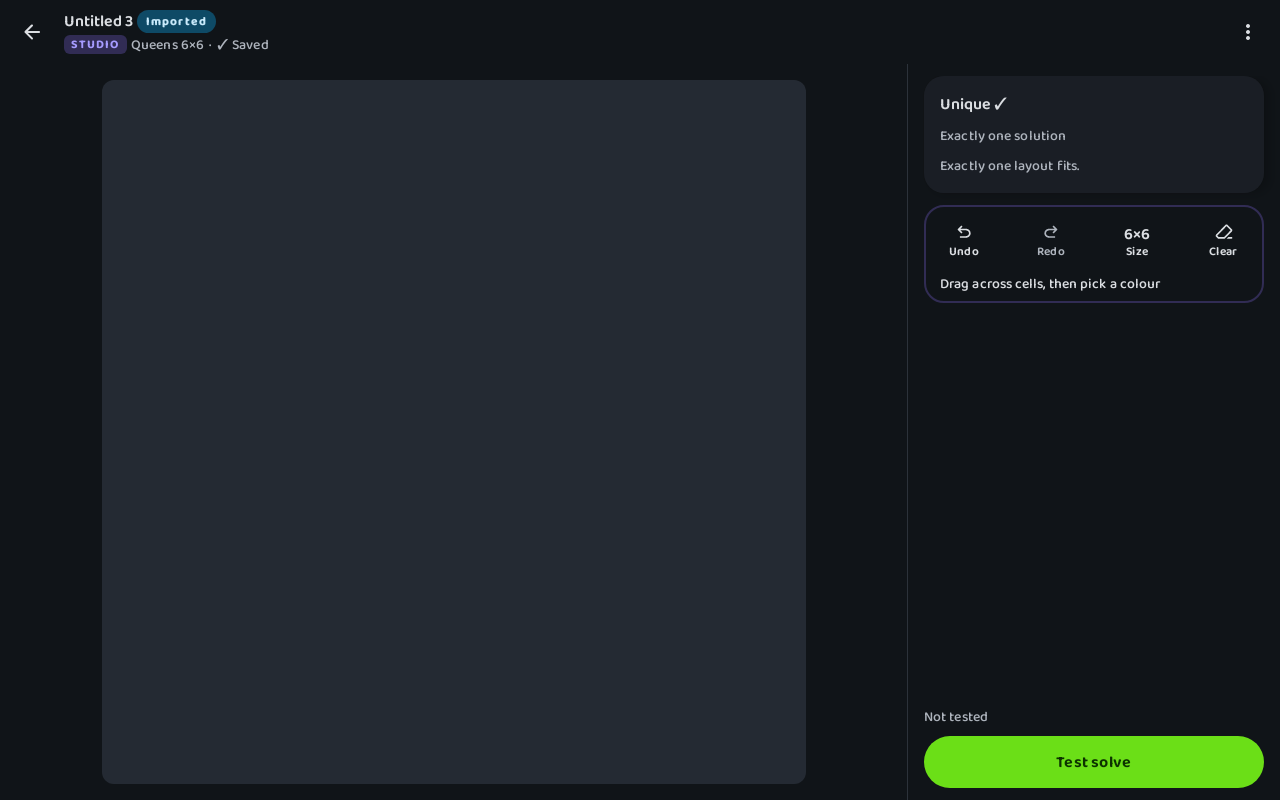 Untitled 3 Imported
STUDIO Queens 6×6 · ✓ Saved
Unique ✓
Exactly one solution
Exactly one layout fits.
Undo
Redo
6×6
Size
Clear
Drag across cells, then pick a colour
Not tested
Test solve